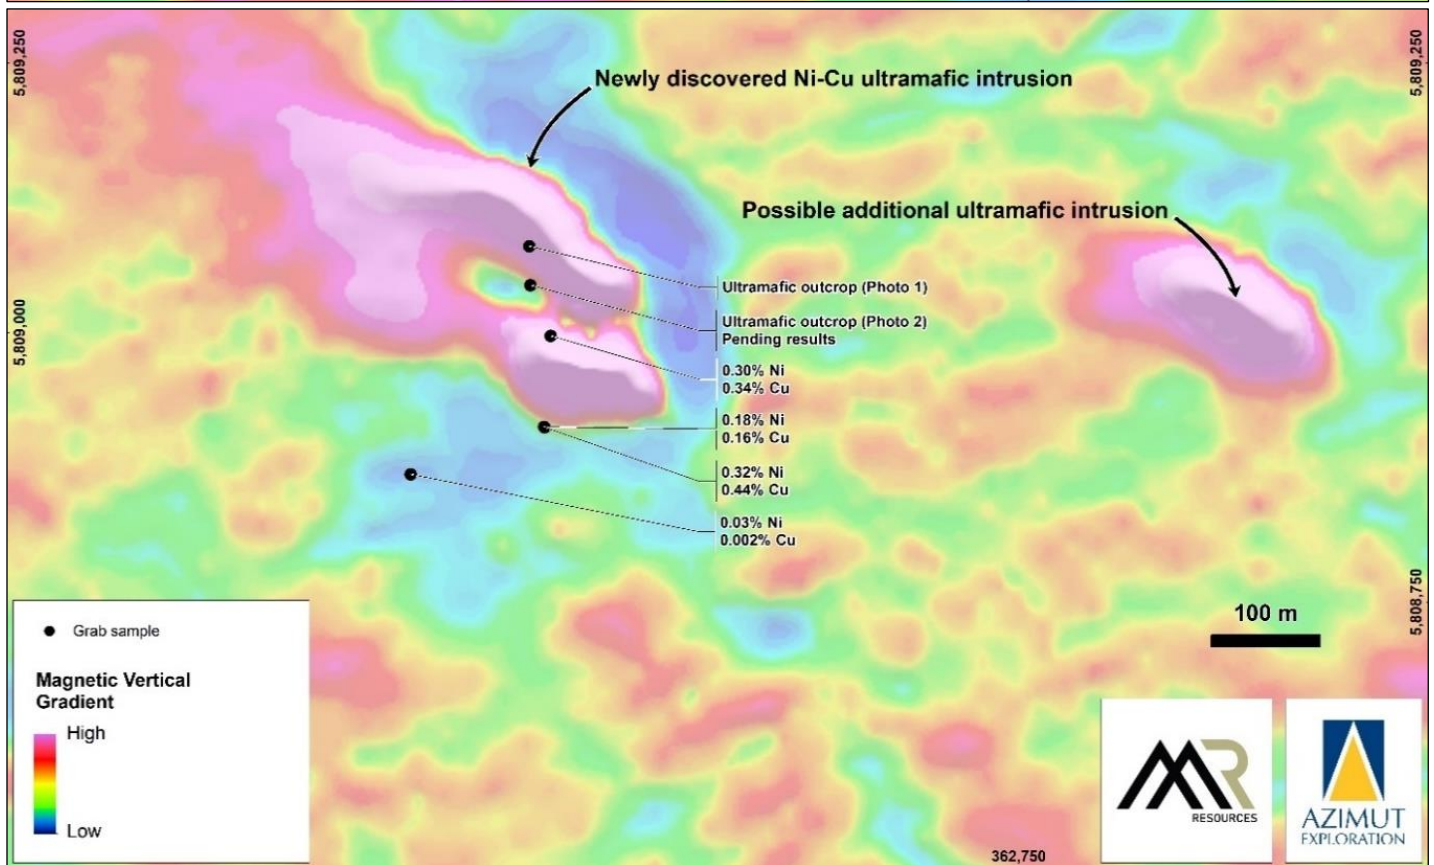 5,809,250
5,809,250
Newly discovered Ni-Cu ultramafic intrusion
Possible additional ultramafic intrusion
Ultramafic outcrop (Photo 1)
5,809,000
Ultramafic outcrop (Photo 2)
Pending results
0.30% Ni
0.34% Cu
0.18% Ni
0.16% Cu
0.32% Ni
0.44% Cu
0.03% Ni
0.002% Cu
5,808,750
100 m
Grab sample
Magnetic Vertical
Gradient
High
Low
MR
RESOURCES
AZIMUT
EXPLORATION
362,750